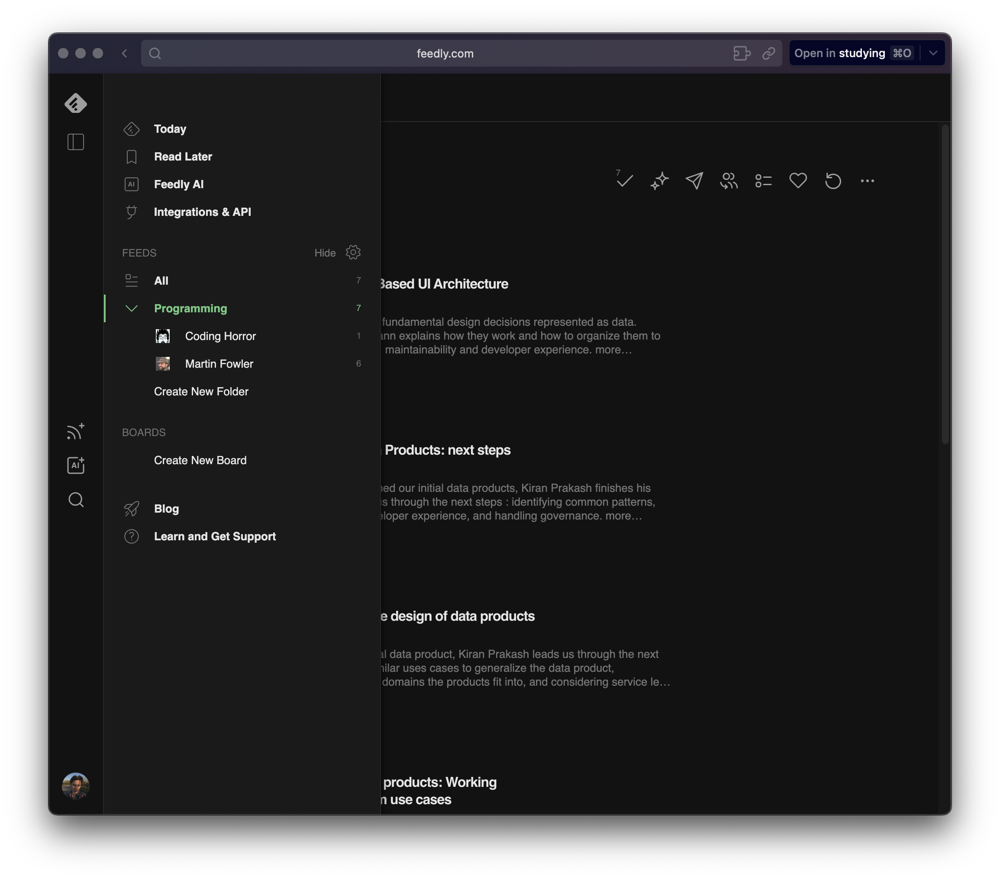 feedly.com
Open in studying ⌘O
Today
Read Later
AI
Feedly AI
Integrations & API
7
FEEDS
Hide
All 7
Programming 7
Coding Horror 1
Martin Fowler 6
Create New Folder
BOARDS
Create New Board
AI
Blog
? Learn and Get Support
Based UI Architecture
fundamental design decisions represented as data.
explains how they work and how to organize them to
maintainability and developer experience. more…
Products: next steps
our initial data products, Kiran Prakash finishes his
through the next steps : identifying common patterns,
experience, and handling governance. more…
design of data products
data product, Kiran Prakash leads us through the next
uses cases to generalize the data product,
domains the products fit into, and considering service le…
products: Working
use cases